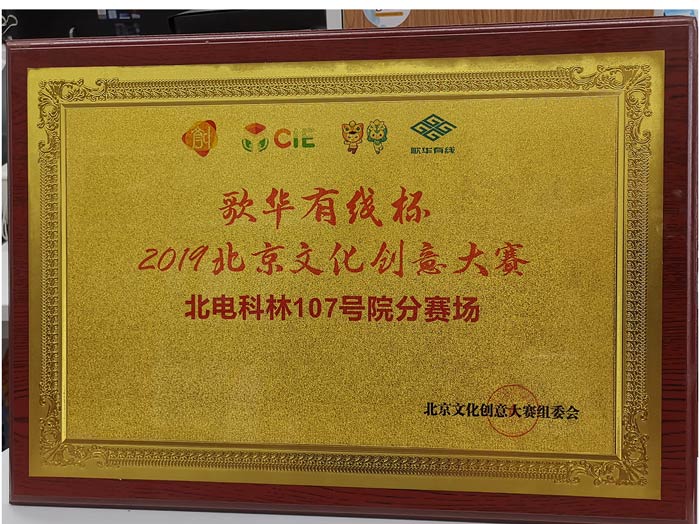 創 CIE 歌华有线
歌华有线杯
2019北京文化创意大赛
北电科林107号院分赛场
北京文化创意大赛组委会